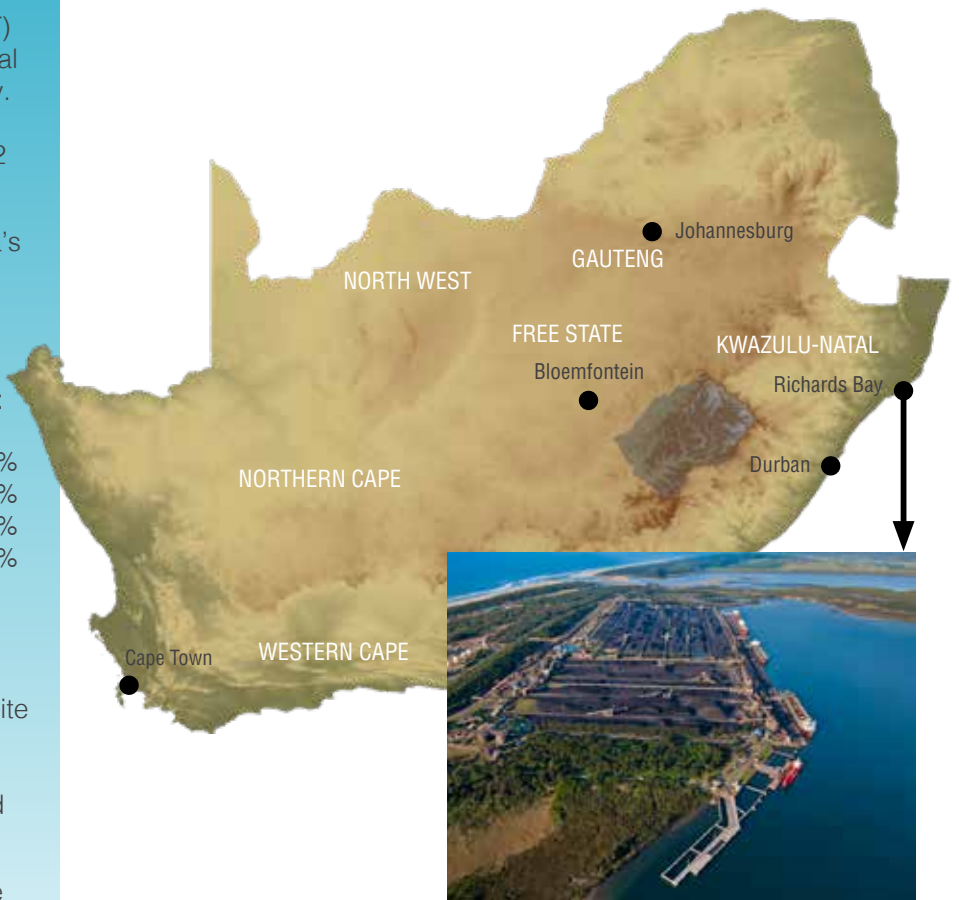 Johannesburg
GAUTENG
NORTH WEST
FREE STATE
KWAZULU-NATAL
Bloemfontein
Richards Bay
Durban
NORTHERN CAPE
WESTERN CAPE
Cape Town
%
%
%
%